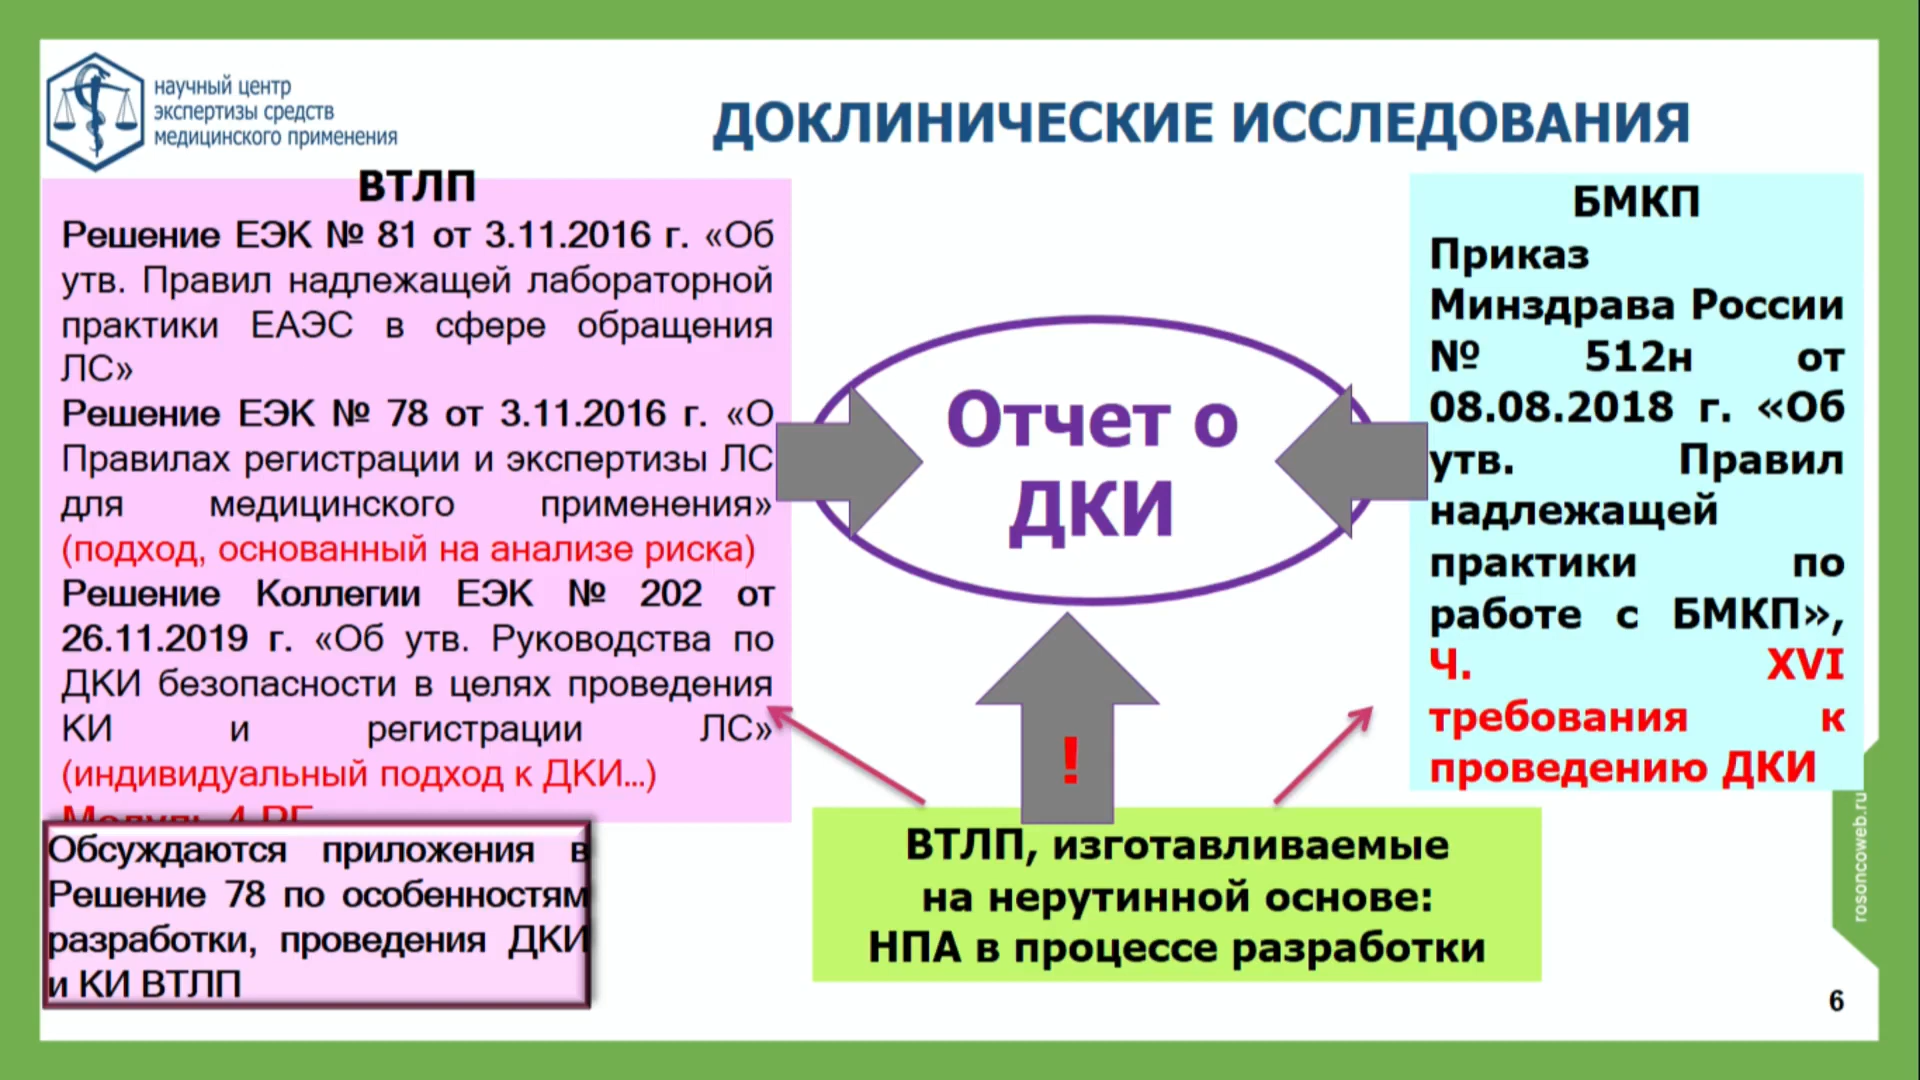 научный центр
экспертизы средств
медицинского применения
ДОКЛИНИЧЕСКИЕ ИССЛЕДОВАНИЯ
ВТЛП
Решение ЕЭК № 81 от 3.11.2016 г. «Об
утв. Правил надлежащей лабораторной
практики ЕАЭС в сфере обращения
ЛС»
Решение ЕЭК № 78 от 3.11.2016 г. «О
Правилах регистрации и экспертизы ЛС
для медицинского применения»
(подход, основанный на анализе риска)
Решение Коллегии ЕЭК № 202 от
26.11.2019 г. «Об утв. Руководства по
ДКИ безопасности в целях проведения
КИ и регистрации ЛС»
(индивидуальный подход к ДКИ...)
Модуль 4 РГ
Обсуждаются приложения в
Решение 78 по особенностям
разработки, проведения ДКИ
и КИ ВТЛП
Отчет о
ДКИ
!
ВТЛП, изготавливаемые
на нерутинной основе:
НПА в процессе разработки
БМКП
Приказ
Минздрава России
№ 512н от
08.08.2018 г. «Об
утв. Правил
надлежащей
практики по
работе с БМКП»,
Ч. XVI
требования к
проведению ДКИ
rosoncoweb.ru
6